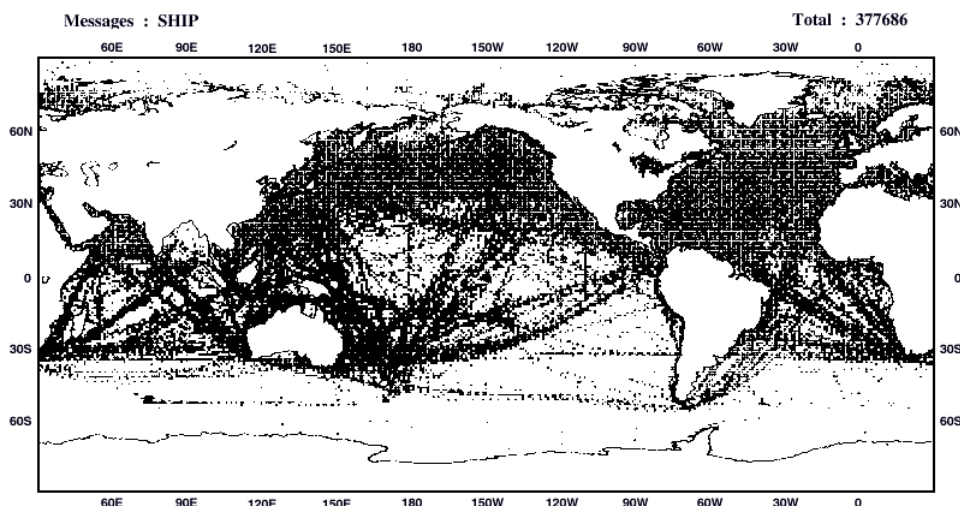 Messages : SHIP Total : 377686
60E 90E 120E 150E 180 150W 120W 90W 60W 30W 0
60N 60N
30N 30N
0 0
30S 30S
60S 60S
60E 90E 120E 150E 180 150W 120W 90W 60W 30W 0